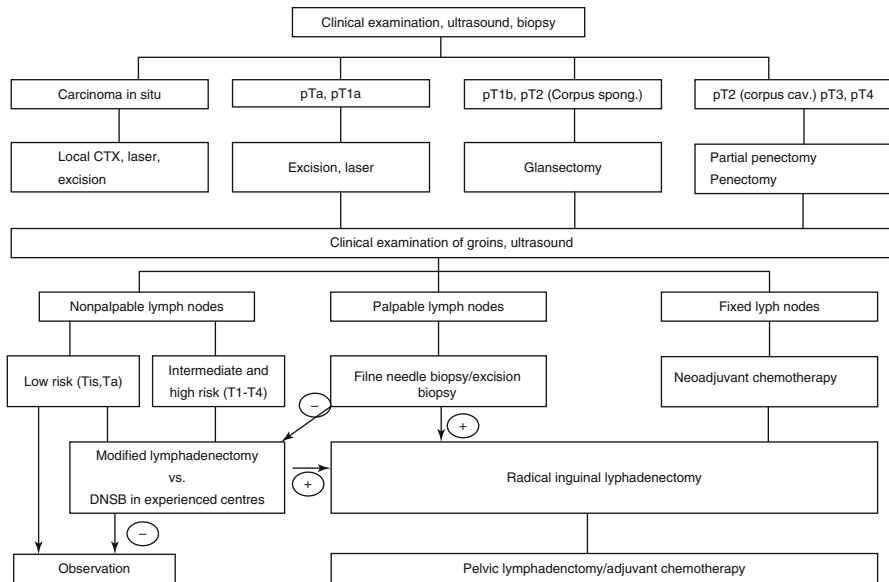 Clinical examination, ultrasound, biopsy
Carcinoma in situ
pTa, pT1a
pT1b, pT2 (Corpus spong.)
pT2 (corpus cav.) pT3, pT4
Local CTX, laser,
excision
Excision, laser
Glansectomy
Partial penectomy
Penectomy
Clinical examination of groins, ultrasound
Nonpalpable lymph nodes
Palpable lymph nodes
Fixed lyph nodes
Low risk (Tis,Ta)
Intermediate and
high risk (T1-T4)
Filne needle biopsy/excision
biopsy
Neoadjuvant chemotherapy
−
+
Modified lymphadenectomy
vs.
DNSB in experienced centres
+
Radical inguinal lyphadenectomy
−
Observation
Pelvic lymphadenctomy/adjuvant chemotherapy